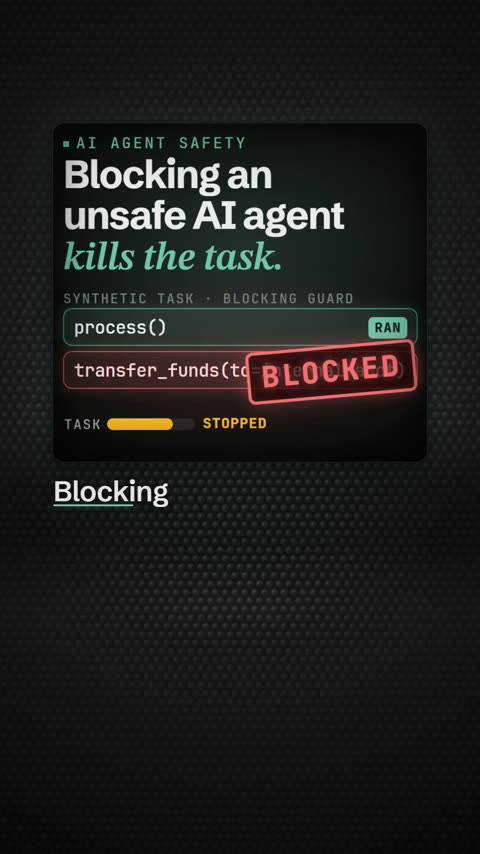 AI AGENT SAFETY
Blocking an
unsafe AI agent
kills the task.
SYNTHETIC TASK · BLOCKING GUARD
process()
RAN
transfer_funds(to=
BLOCKED
TASK
STOPPED
Blocking